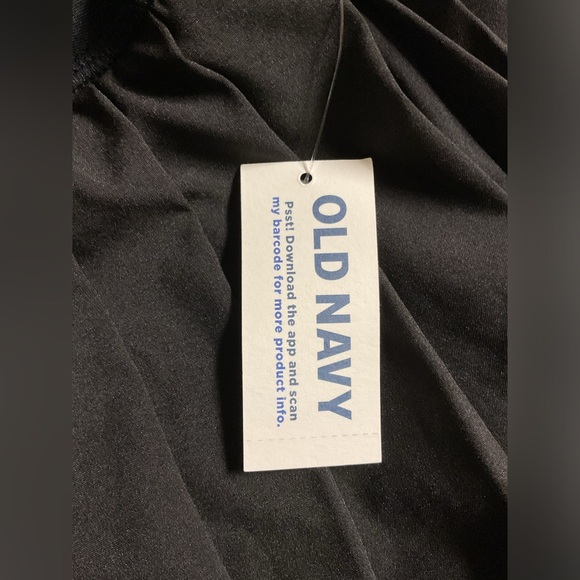 OLD NAVY
Psst! Download the app and scan
my barcode for more product info.